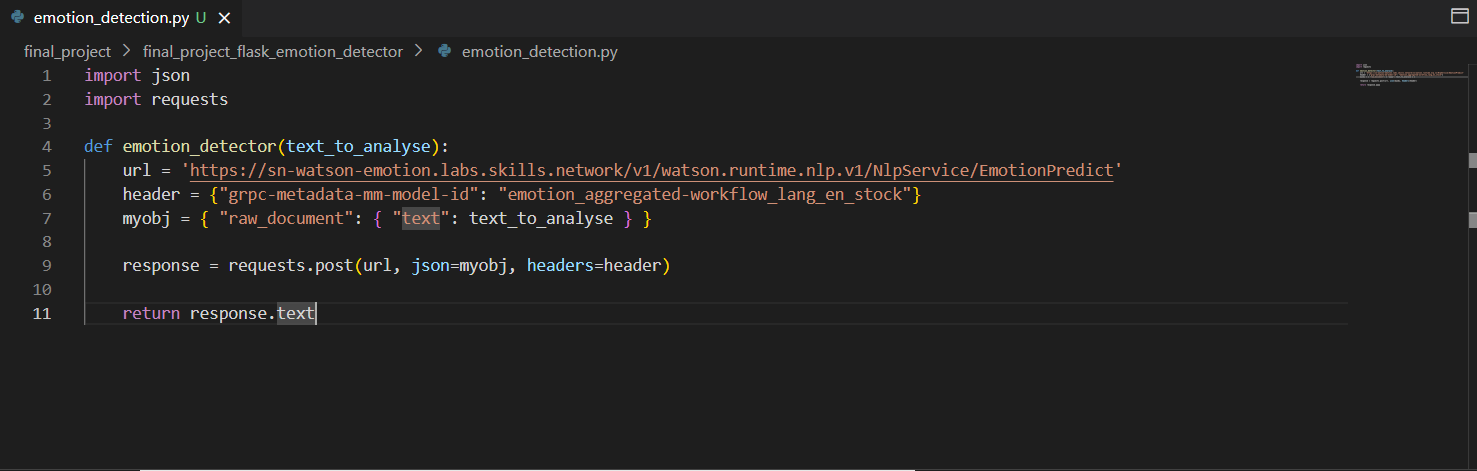 emotion_detection.py U
final_project > final_project_flask_emotion_detector > emotion_detection.py
1 import json
2 import requests
3
4 def emotion_detector(text_to_analyse):
5     url = 'https://sn-watson-emotion.labs.skills.network/v1/watson.runtime.nlp.v1/NlpService/EmotionPredict'
6     header = {"grpc-metadata-mm-model-id": "emotion_aggregated-workflow_lang_en_stock"}
7     myobj = { "raw_document": { "text": text_to_analyse } }
8
9     response = requests.post(url, json=myobj, headers=header)
10
11     return response.text